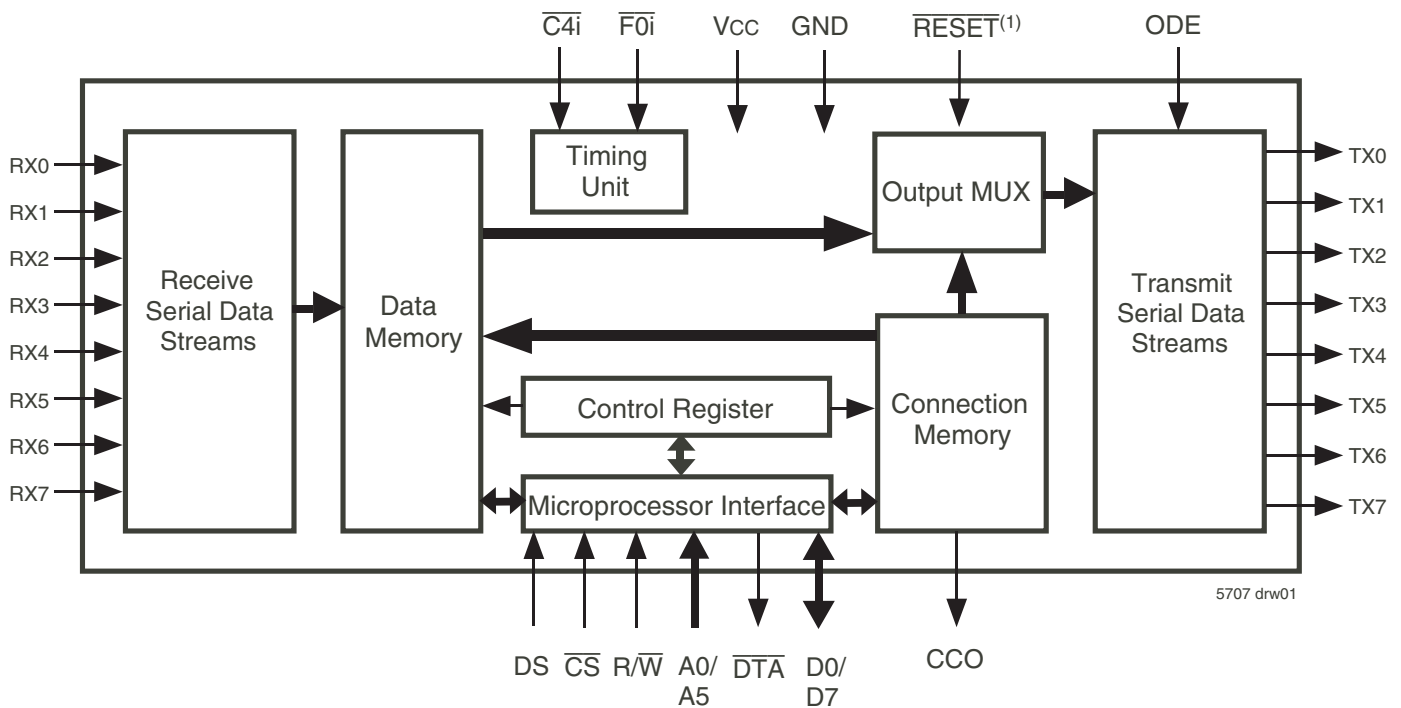 C4i F0i VCC GND RESET(1) ODE
RX0
RX1
RX2
RX3
RX4
RX5
RX6
RX7
Receive
Serial Data
Streams
Data
Memory
Timing
Unit
Output MUX
Control Register
Microprocessor Interface
Connection
Memory
Transmit
Serial Data
Streams
TX0
TX1
TX2
TX3
TX4
TX5
TX6
TX7
5707 drw01
DS CS R/W A0/
A5 DTA D0/
D7 CCO